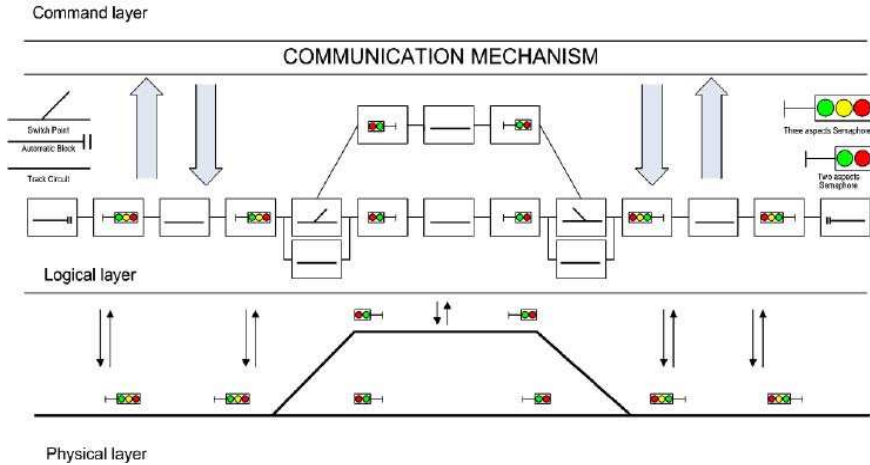 Command layer
COMMUNICATION MECHANISM
Switch Point
Automatic Block
Track Circuit
Three aspects Semaphore
Two aspects
Semaphore
Logical layer
Physical layer